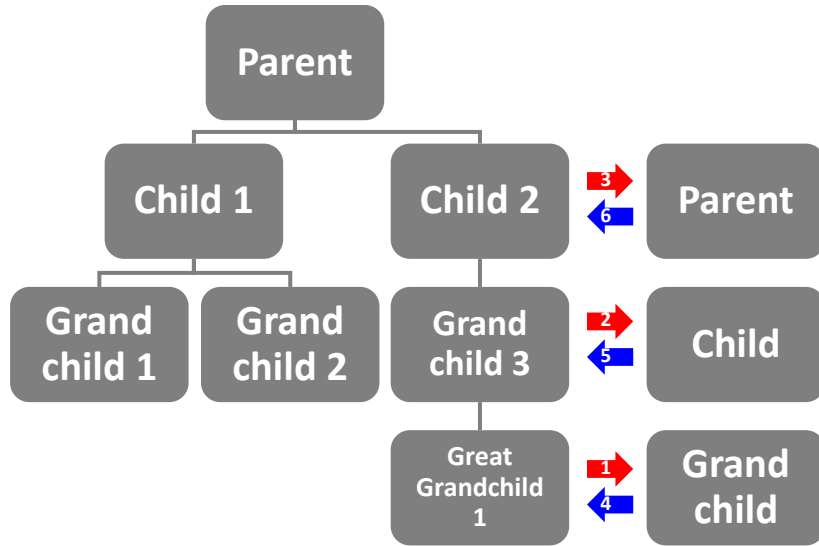 Parent
Child 1
Child 2
3
6
Parent
Grand
child 1
Grand
child 2
Grand
child 3
2
5
Child
Great
Grandchild
1
1
4
Grand
child